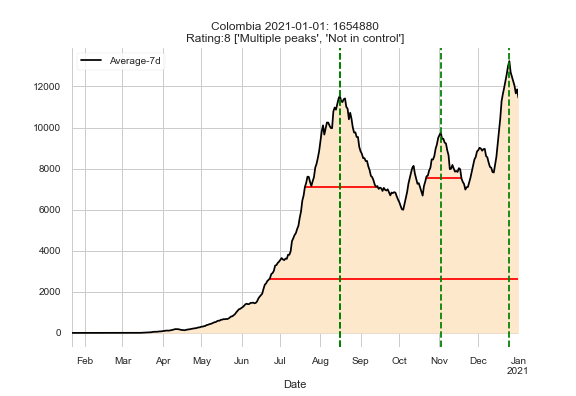 Colombia 2021-01-01: 1654880
Rating:8 ['Multiple peaks', 'Not in control']
Average-7d
12000
10000
8000
6000
4000
2000
0
Feb Mar Apr May Jun Jul Aug Sep Oct Nov Dec Jan
2021
Date